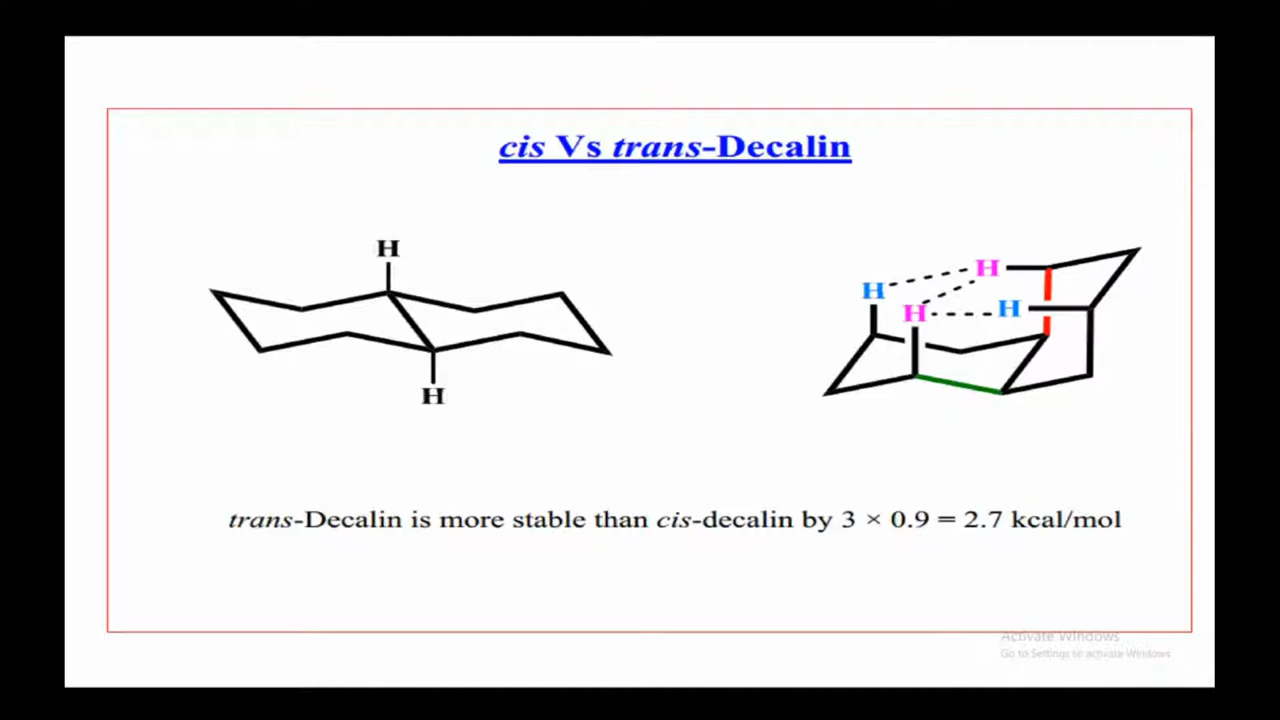 cis Vs trans-Decalin
H
H
H
H
H
H
trans-Decalin is more stable than cis-decalin by 3 × 0.9 = 2.7 kcal/mol
Activate Windows
Go to Settings to activate Windows.